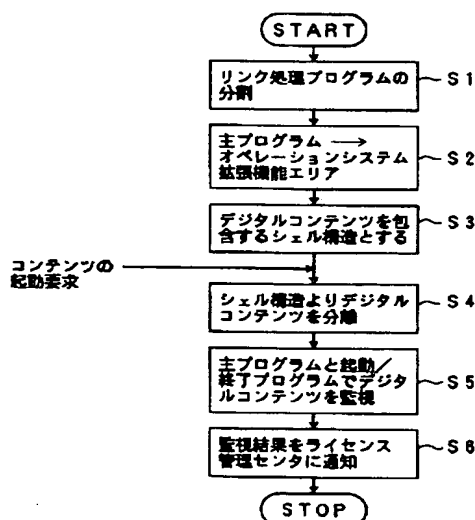 START
リンク処理プログラムの
分割
S1
主プログラム →
オペレーションシステム
拡張機能エリア
S2
デジタルコンテンツを包
含するシェル構造とする
S3
コンテンツの
起動要求
シェル構造よりデジタル
コンテンツを分離
S4
主プログラムと起動/
終了プログラムでデジタ
ルコンテンツを監視
S5
監視結果をライセンス
管理センタに通知
S6
STOP